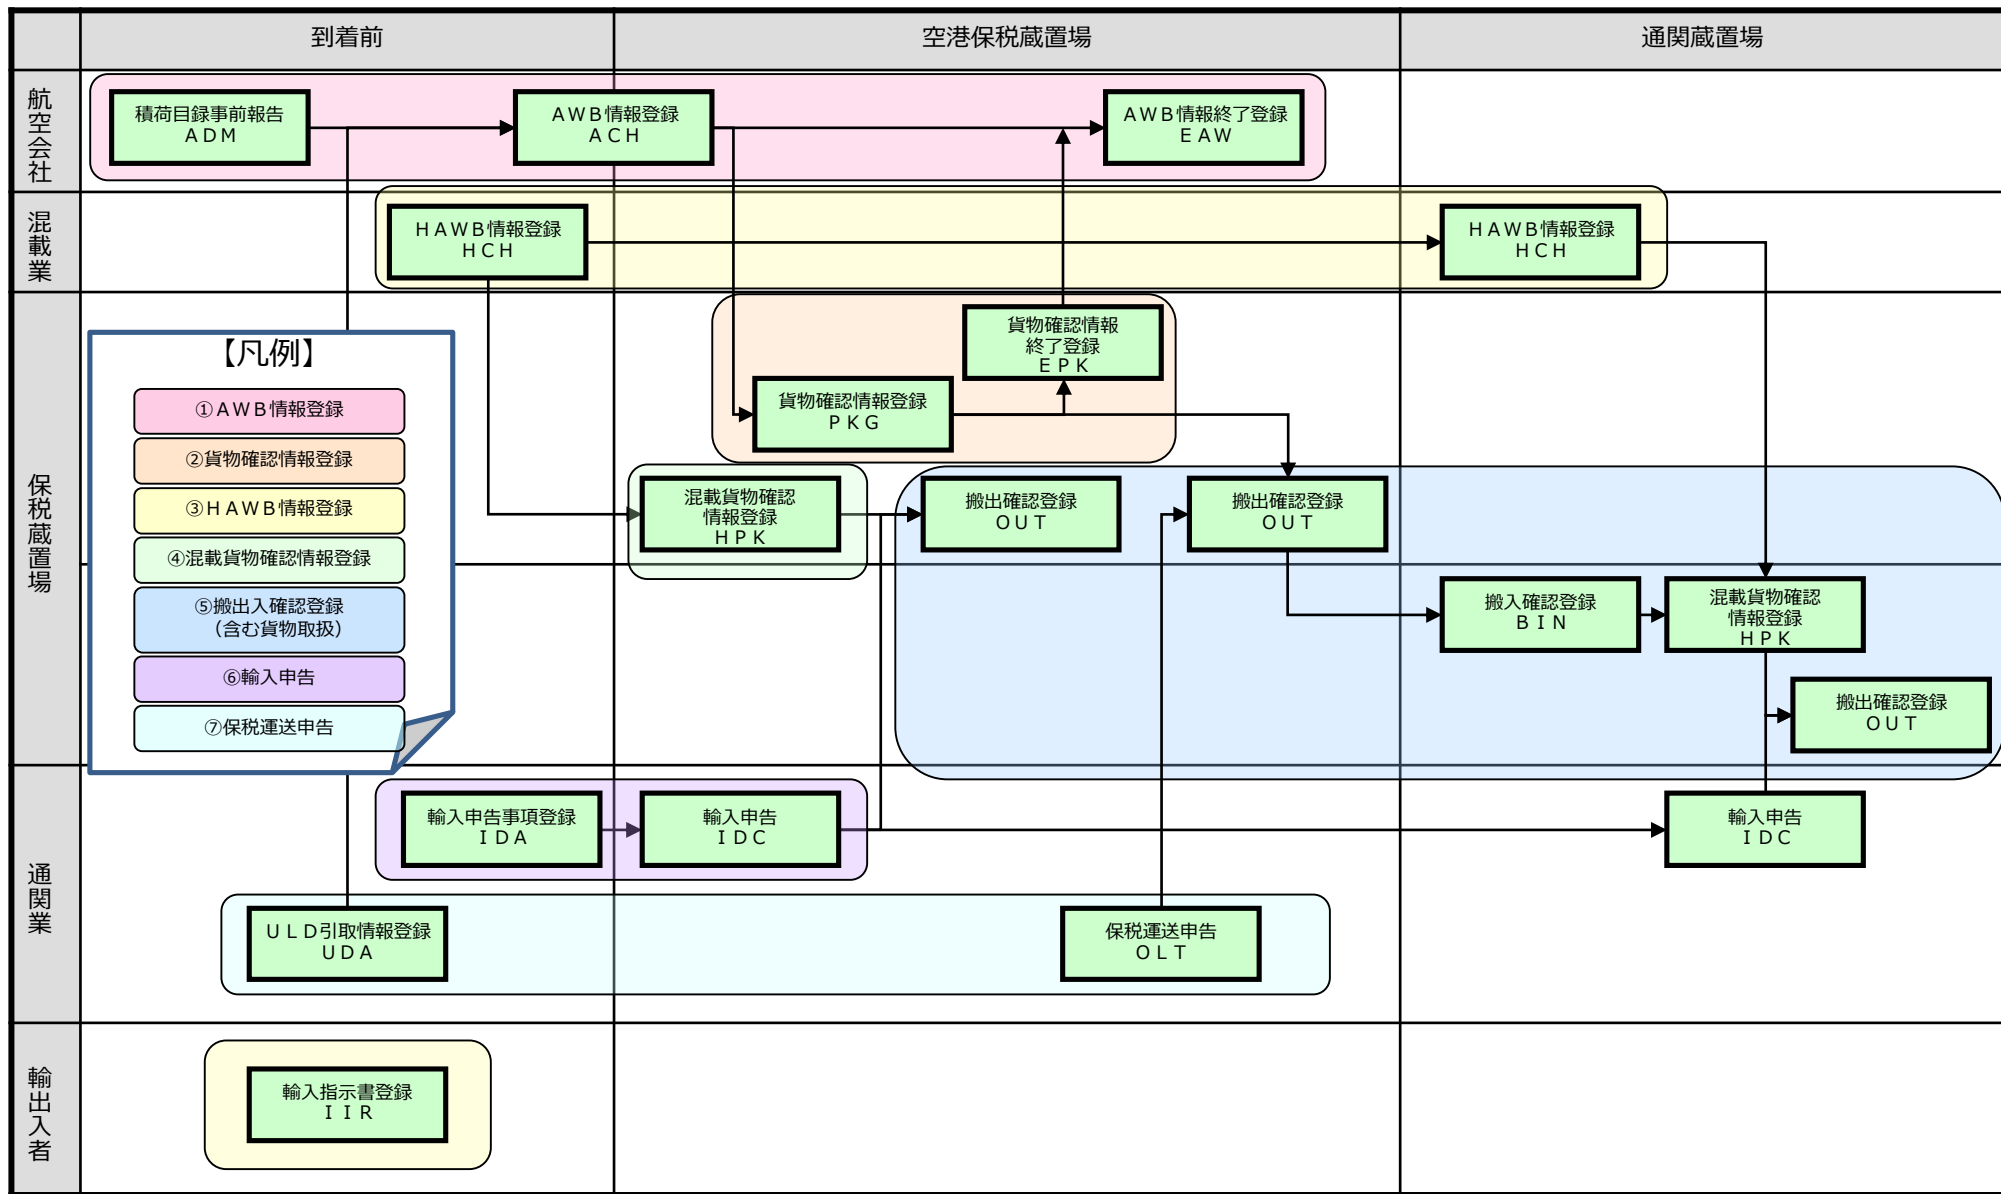 到着前
空港保税蔵置場
通関蔵置場
航空会社
積荷目録事前報告
ＡＤＭ
ＡＷＢ情報登録
ＡＣＨ
ＡＷＢ情報終了登録
ＥＡＷ
混載業
ＨＡＷＢ情報登録
ＨＣＨ
ＨＡＷＢ情報登録
ＨＣＨ
保税蔵置場
【凡例】
①ＡＷＢ情報登録
②貨物確認情報登録
③ＨＡＷＢ情報登録
④混載貨物確認情報登録
⑤搬出入確認登録
（含む貨物取扱）
⑥輸入申告
⑦保税運送申告
貨物確認情報
終了登録
ＥＰＫ
貨物確認情報登録
ＰＫＧ
混載貨物確認
情報登録
ＨＰＫ
搬出確認登録
ＯＵＴ
搬出確認登録
ＯＵＴ
搬入確認登録
ＢＩＮ
混載貨物確認
情報登録
ＨＰＫ
搬出確認登録
ＯＵＴ
通関業
輸入申告事項登録
ＩＤＡ
輸入申告
ＩＤＣ
輸入申告
ＩＤＣ
ＵＬＤ引取情報登録
ＵＤＡ
保税運送申告
ＯＬＴ
輸出入者
輸入指示書登録
ＩＩＲ